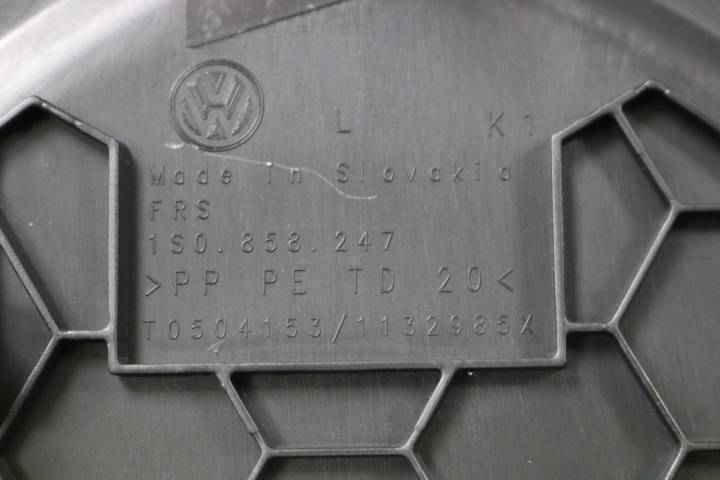 L K1
Made in Slovakia
FRS
1S0.858.247
>PP PE TD 20<
T0504153/1132985X